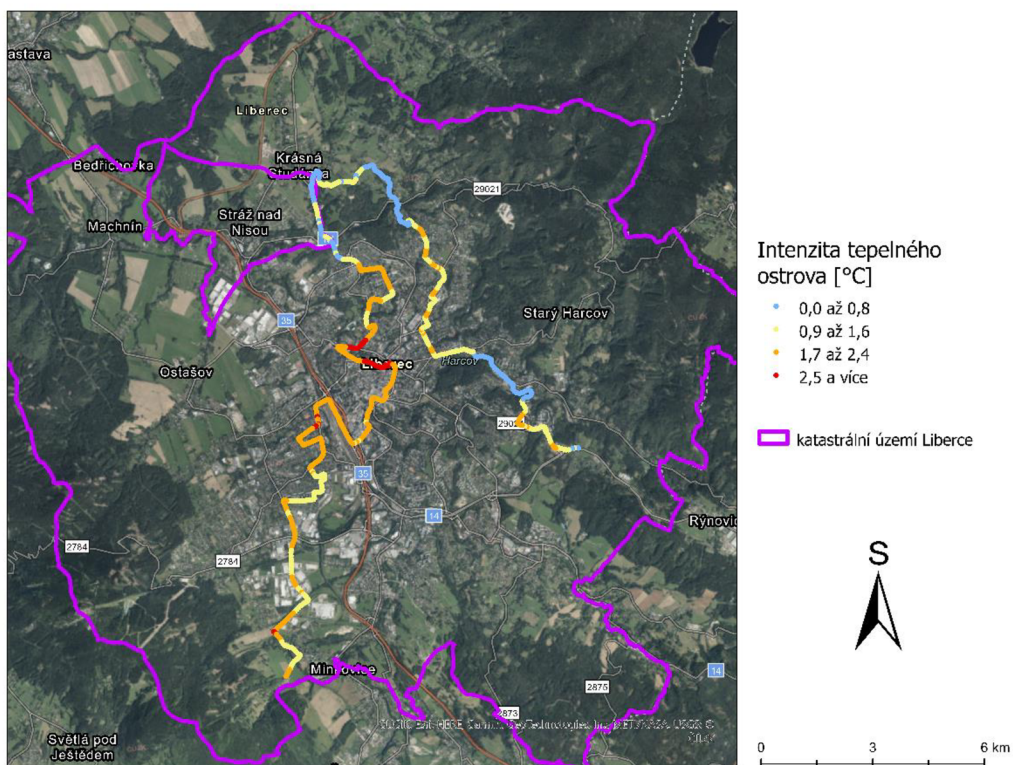 astava
Liberec
Krásná
Studánka
Bedřichovka
29021
Stráž nad
Nisou
Machnín
35
Starý Harcov
Liberec
Harcov
Ostašov
35
14
Rýnovic
2784
2784
14
Minkovice
2875
2873
Světlá pod
Ještědem
Intenzita tepelného
ostrova [°C]
0,0 až 0,8
0,9 až 1,6
1,7 až 2,4
2,5 a více
katastrální území Liberce
S
0 3 6 km